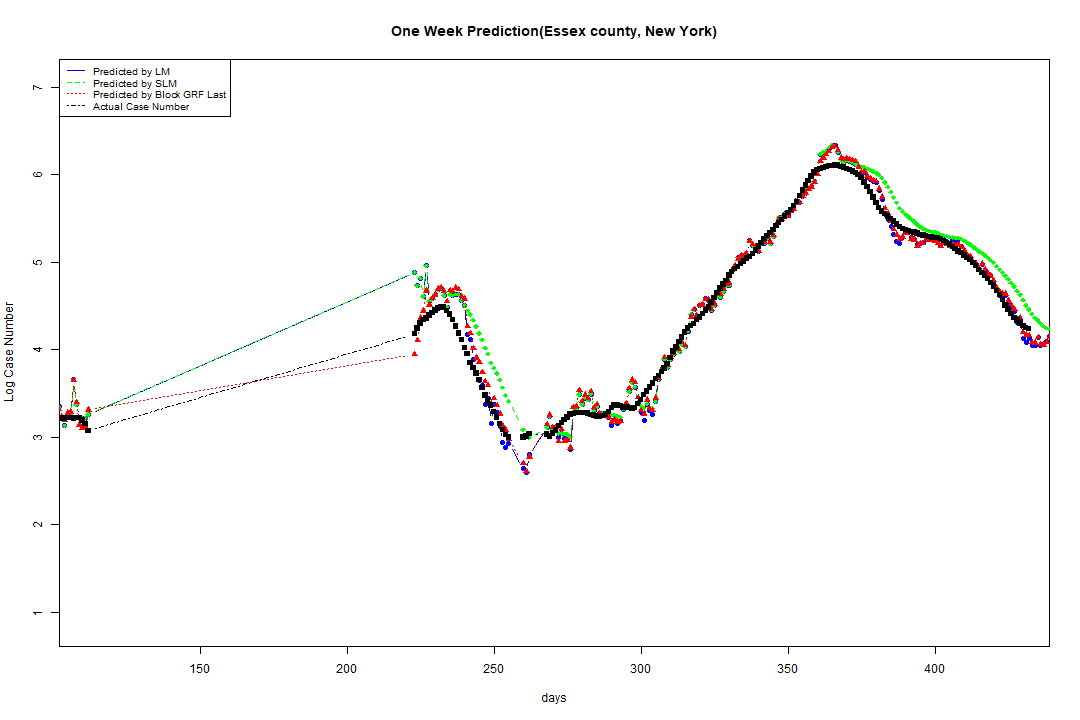 One Week Prediction(Essex county, New York)
Predicted by LM
Predicted by SLM
Predicted by Block GRF Last
Actual Case Number
7
6
5
4
3
2
1
Log Case Number
150
200
250
300
350
400
days